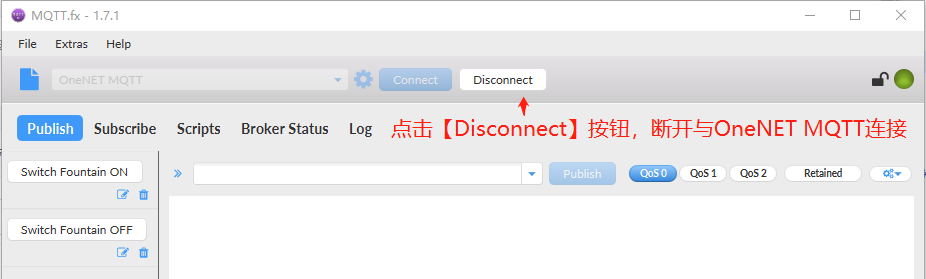 MQTT.fx - 1.7.1
File Extras Help
OneNET MQTT Connect Disconnect
Publish Subscribe Scripts Broker Status Log 点击【Disconnect】按钮，断开与OneNET MQTT连接
Switch Fountain ON Publish QoS 0 QoS 1 QoS 2 Retained
Switch Fountain OFF